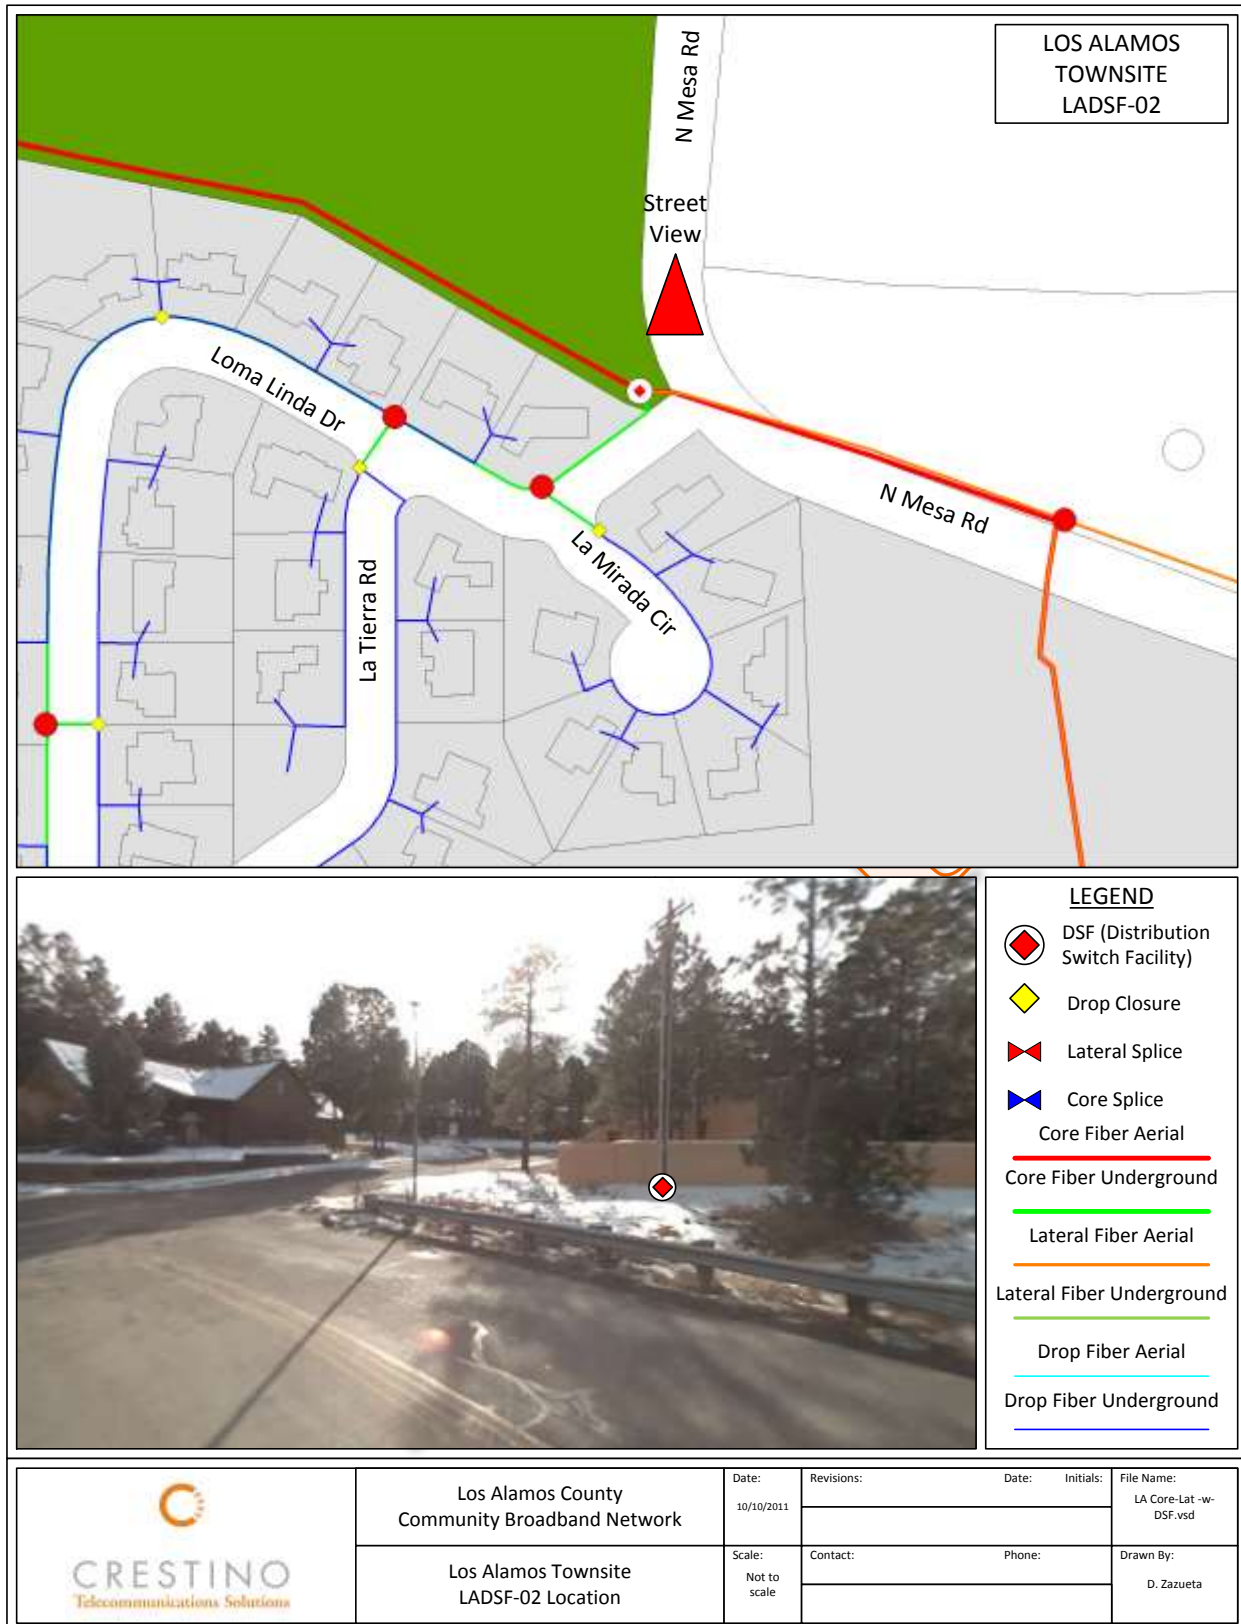 LOS ALAMOS
TOWNSITE
LADSF-02
N Mesa Rd
Street
View
Loma Linda Dr
N Mesa Rd
La Mirada Cir
La Tierra Rd
LEGEND
DSF (Distribution
Switch Facility)
Drop Closure
Lateral Splice
Core Splice
Core Fiber Aerial
Core Fiber Underground
Lateral Fiber Aerial
Lateral Fiber Underground
Drop Fiber Aerial
Drop Fiber Underground
CRESTINO
Telecommunications Solutions
Los Alamos County
Community Broadband Network
Los Alamos Townsite
LADSF-02 Location
Date:
10/10/2011
Revisions: Date: Initials:
File Name:
LA Core-Lat -w-
DSF.vsd
Scale:
Not to
scale
Contact: Phone:
Drawn By:
D. Zazueta